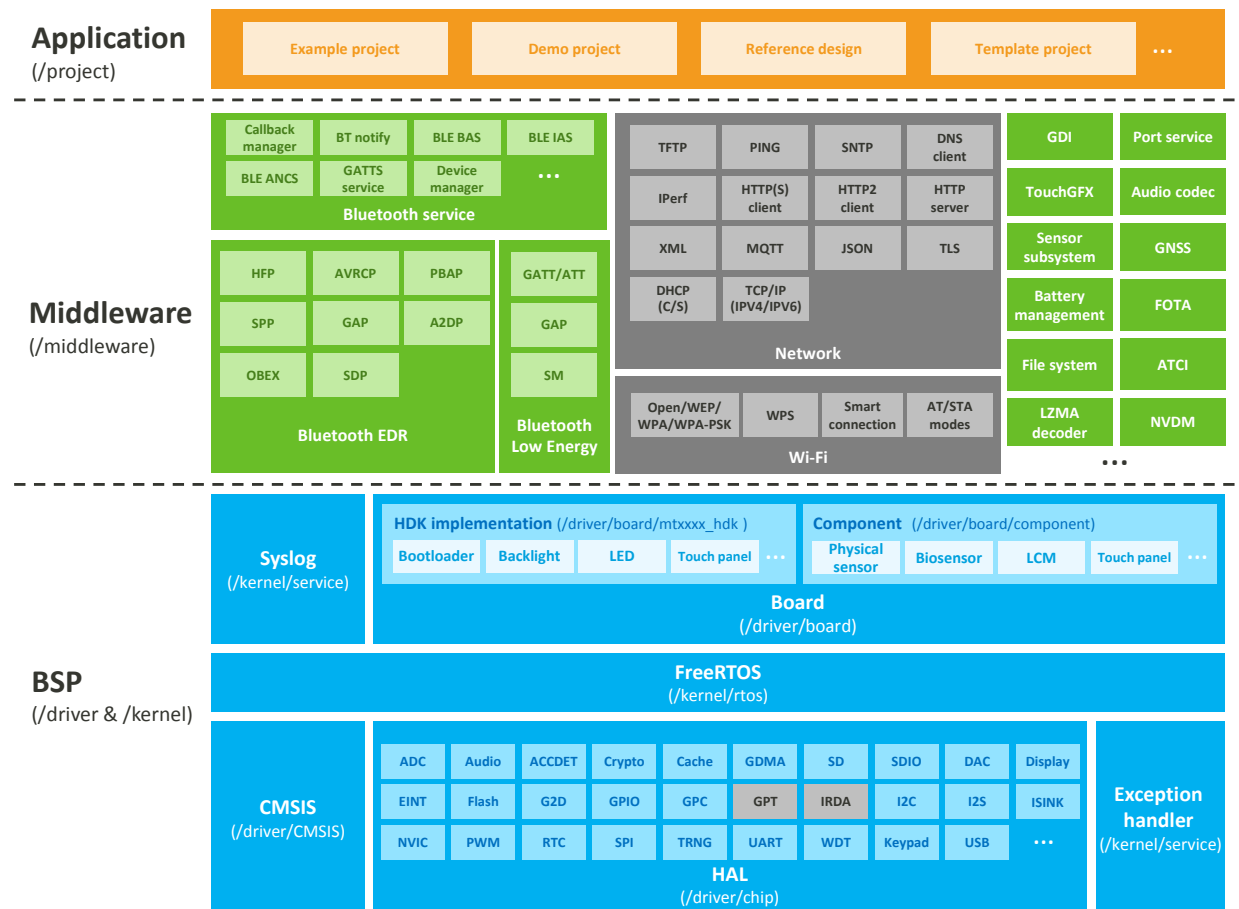 Application
(/project)
Example project
Demo project
Reference design
Template project
...
Middleware
(/middleware)
Callback
manager
BT notify
BLE BAS
BLE IAS
BLE ANCS
GATTS
service
Device
manager
...
Bluetooth service
HFP
AVRCP
PBAP
SPP
GAP
A2DP
OBEX
SDP
Bluetooth EDR
GATT/ATT
GAP
SM
Bluetooth
Low Energy
TFTP
PING
SNTP
DNS
client
IPerf
HTTP(S)
client
HTTP2
client
HTTP
server
XML
MQTT
JSON
TLS
DHCP
(C/S)
TCP/IP
(IPV4/IPV6)
Network
Open/WEP/
WPA/WPA-PSK
WPS
Smart
connection
AT/STA
modes
Wi-Fi
GDI
Port service
TouchGFX
Audio codec
Sensor
subsystem
GNSS
Battery
management
FOTA
File system
ATCI
LZMA
decoder
NVDM
...
BSP
(/driver & /kernel)
Syslog
(/kernel/service)
HDK implementation (/driver/board/mtxxxx_hdk )
Bootloader
Backlight
LED
Touch panel
...
Component (/driver/board/component)
Physical
sensor
Biosensor
LCM
Touch panel
...
Board
(/driver/board)
FreeRTOS
(/kernel/rtos)
CMSIS
(/driver/CMSIS)
ADC
Audio
ACCDET
Crypto
Cache
GDMA
SD
SDIO
DAC
Display
EINT
Flash
G2D
GPIO
GPC
GPT
IRDA
I2C
I2S
ISINK
NVIC
PWM
RTC
SPI
TRNG
UART
WDT
Keypad
USB
...
HAL
(/driver/chip)
Exception
handler
(/kernel/service)